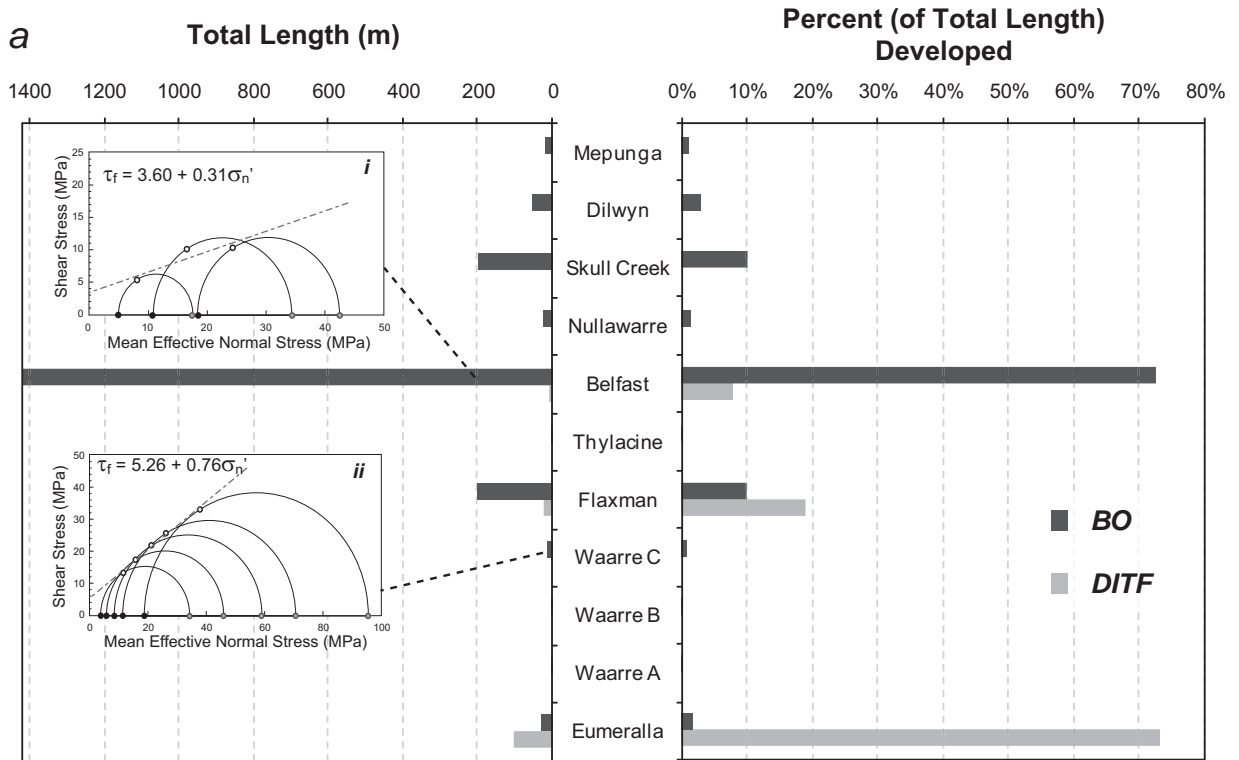 a
Total Length (m)
Percent (of Total Length)
Developed
1400 1200 1000 800 600 400 200 0
0% 10% 20% 30% 40% 50% 60% 70% 80%
Mepunga
Dilwyn
Skull Creek
Nullawarre
Belfast
Thylacine
Flaxman
Waarre C
Waarre B
Waarre A
Eumeralla
i
τf = 3.60 + 0.31σn'
Shear Stress (MPa)
25
20
15
10
5
0
0 10 20 30 40 50
Mean Effective Normal Stress (MPa)
ii
τf = 5.26 + 0.76σn'
Shear Stress (MPa)
50
40
30
20
10
0
0 20 40 60 80 100
Mean Effective Normal Stress (MPa)
BO
DITF